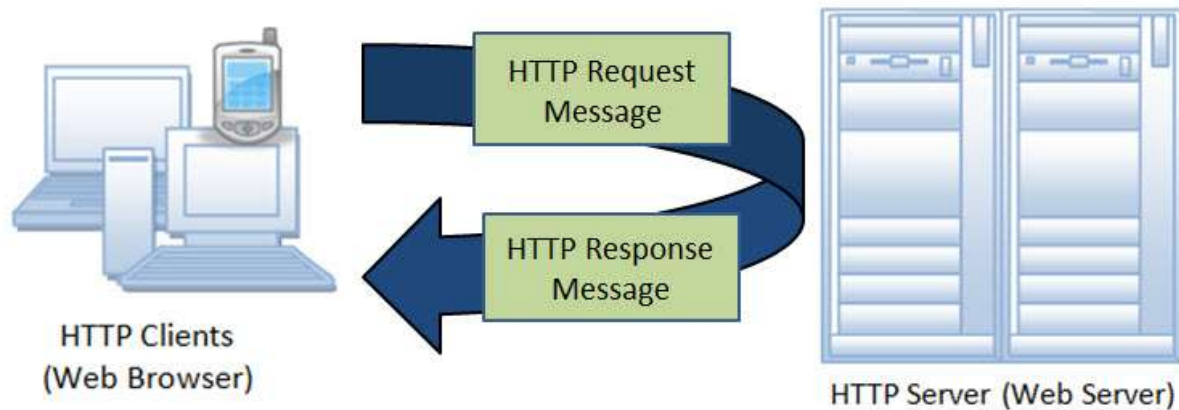 HTTP Request
Message
HTTP Response
Message
HTTP Clients
(Web Browser)
HTTP Server (Web Server)